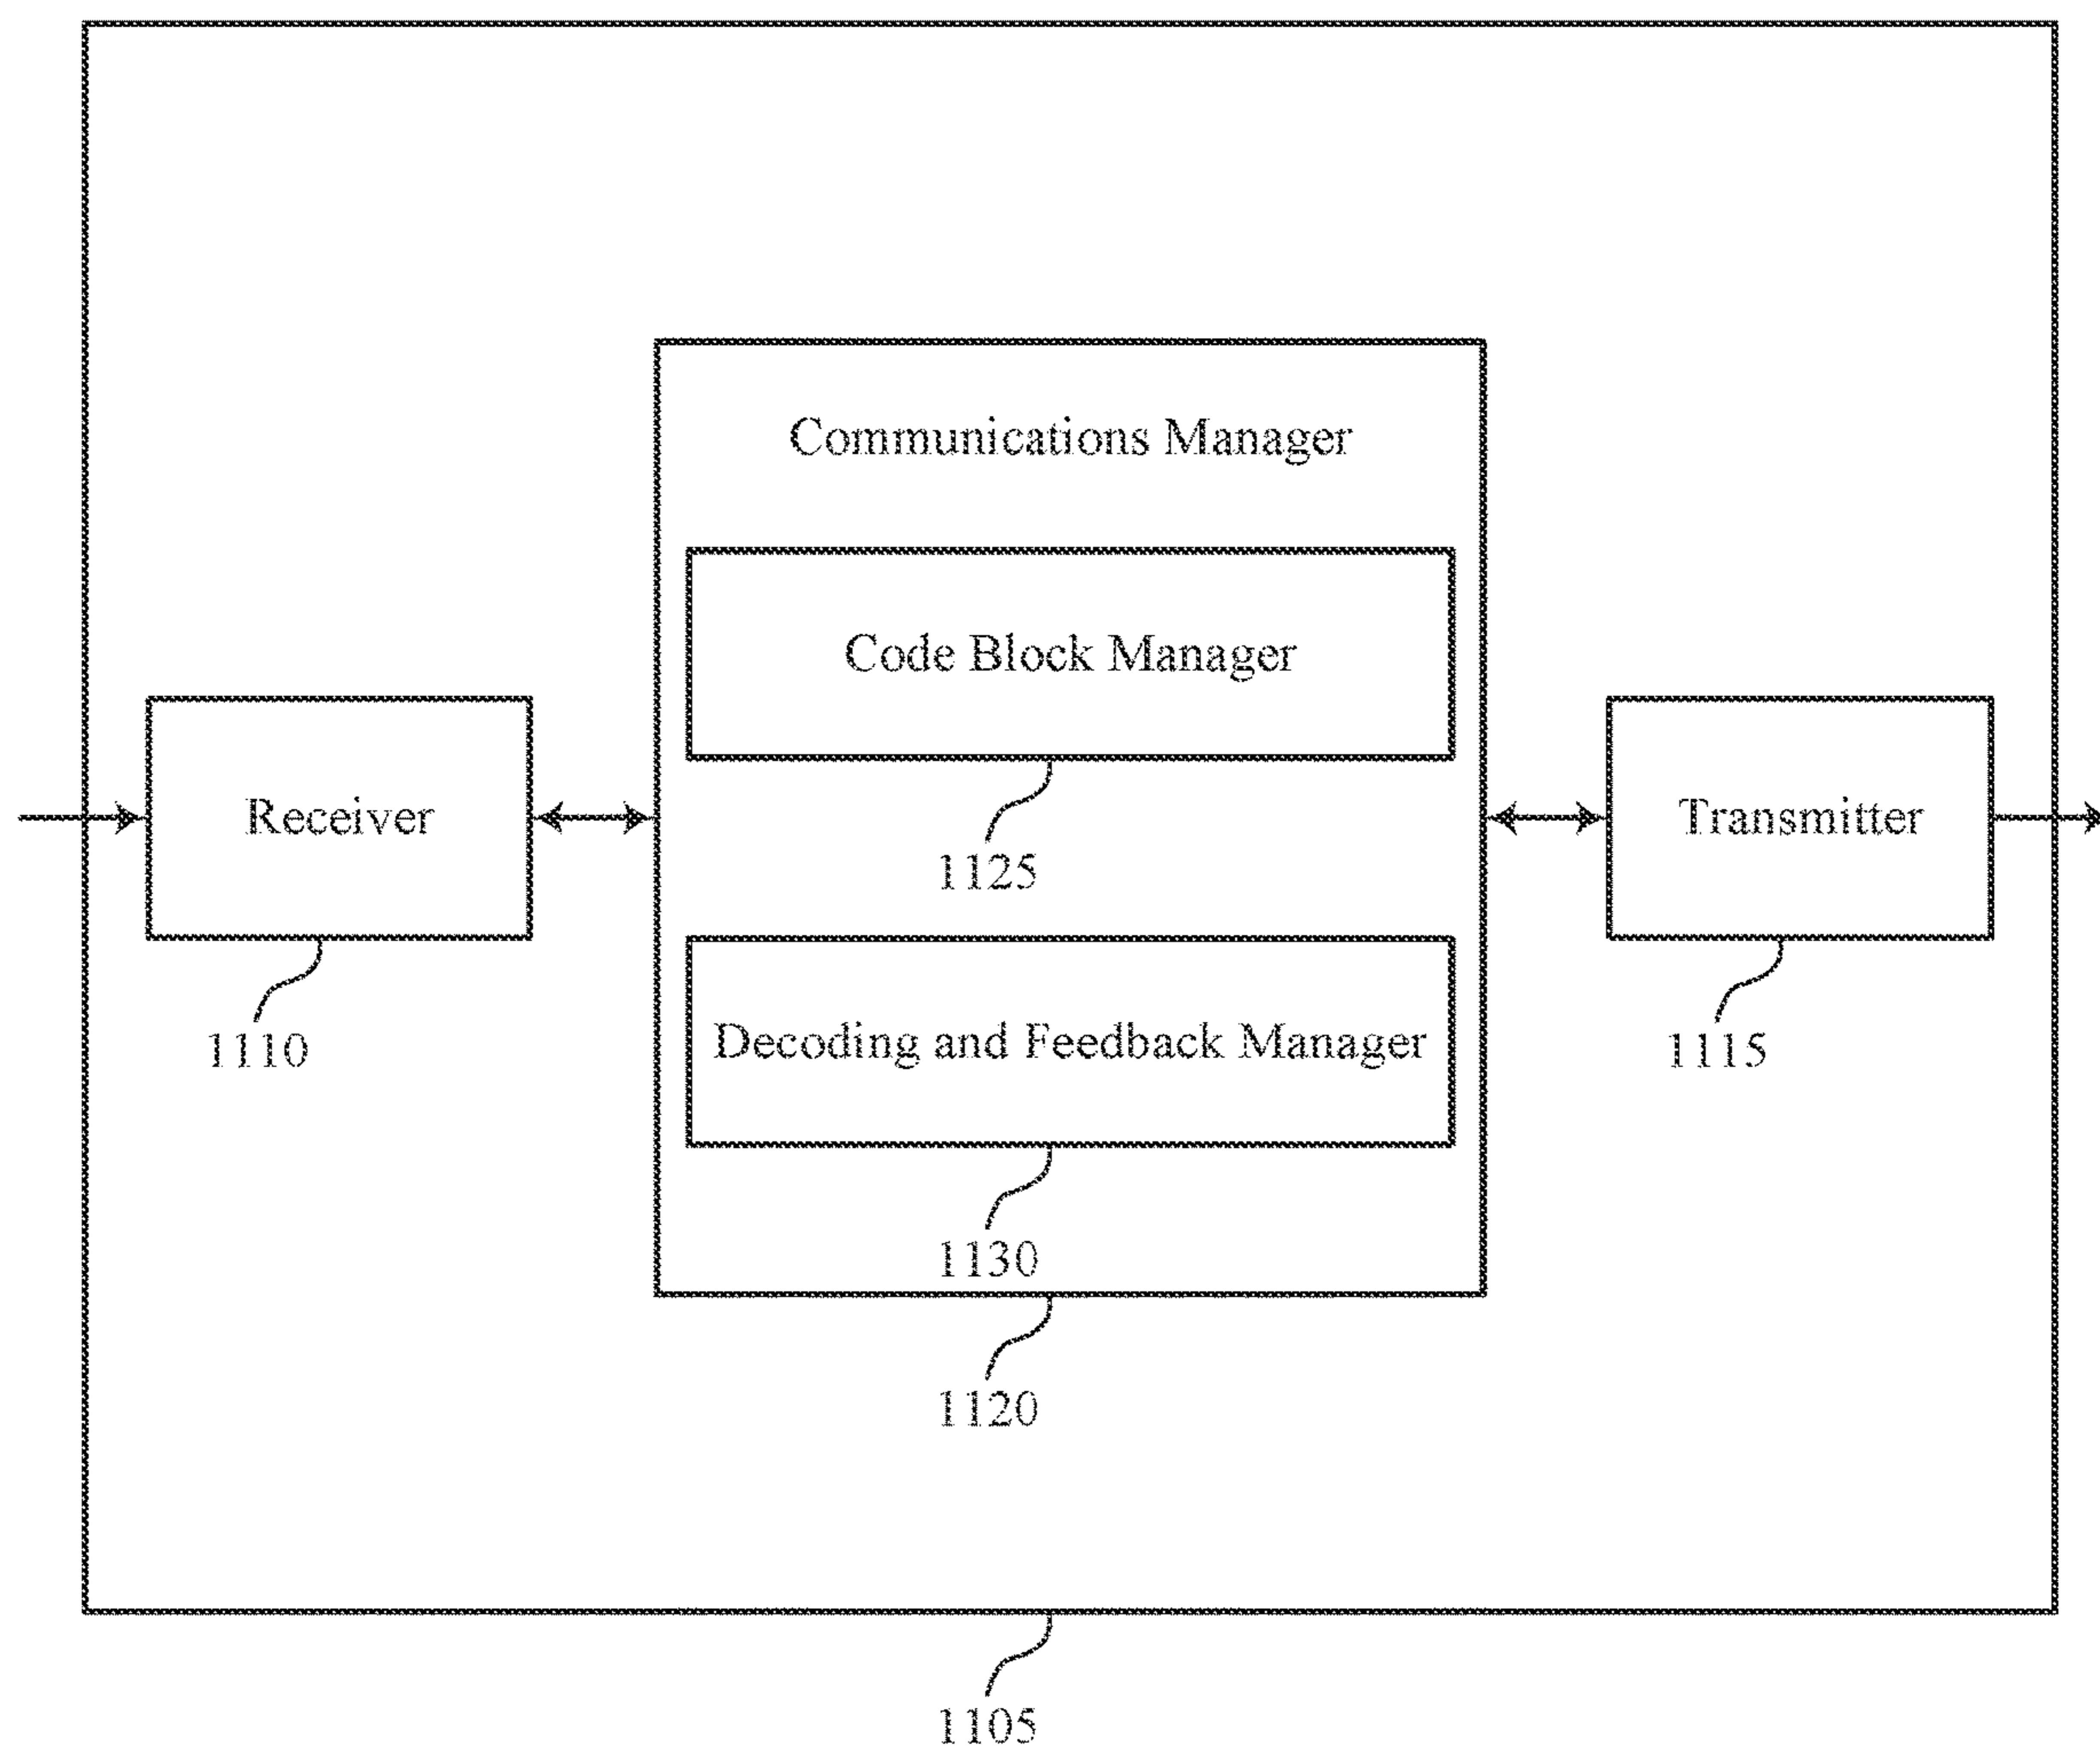 Communications Manager
Code Block Manager
1125
Receiver
1110
Transmitter
1115
Decoding and Feedback Manager
1130
1120
1105